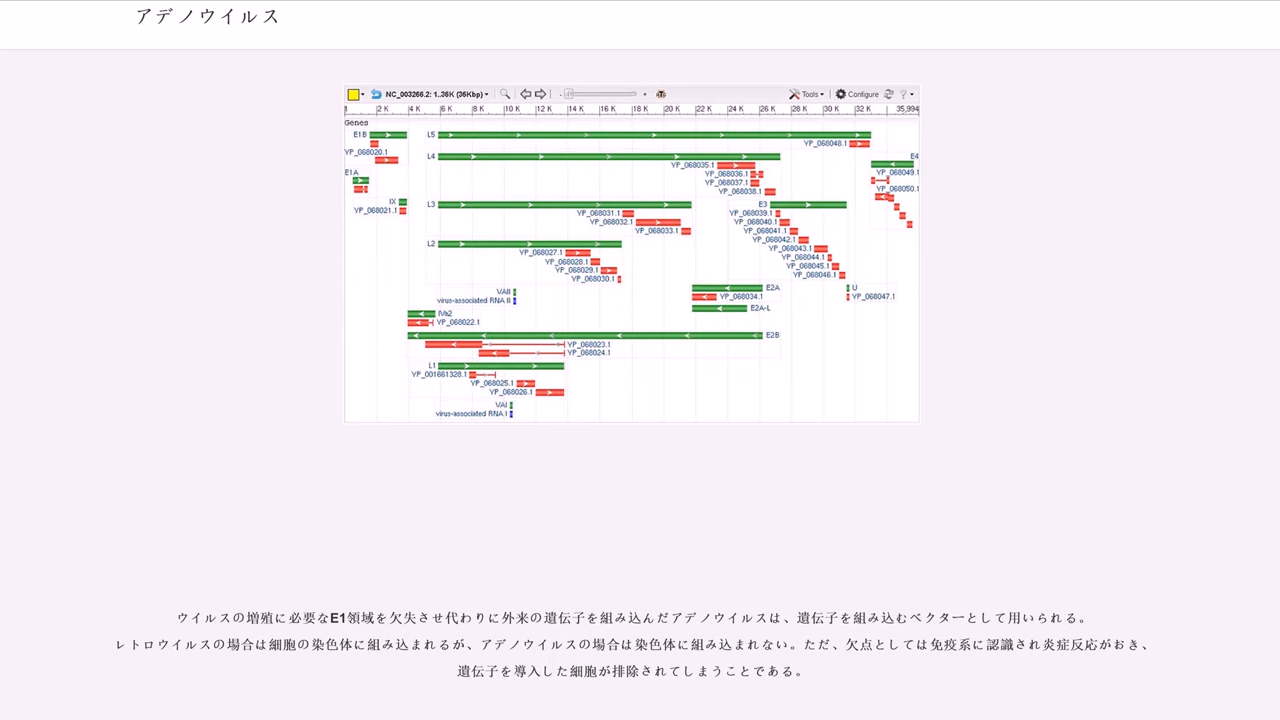 アデノウイルス
NC_003266.2: 1..36K (36Kbp)
Tools
Configure
1
2 K
4 K
6 K
8 K
10 K
12 K
14 K
16 K
18 K
20 K
22 K
24 K
26 K
28 K
30 K
32 K
35,994
Genes
E1B
L5
YP_068048.1
YP_068020.1
L4
E4
YP_068035.1
YP_068049.1
E1A
YP_068036.1
YP_068037.1
YP_068050.1
YP_068038.1
IX
L3
E3
YP_068021.1
YP_068031.1
YP_068039.1
YP_068032.1
YP_068040.1
YP_068033.1
YP_068041.1
L2
YP_068042.1
YP_068027.1
YP_068043.1
YP_068028.1
YP_068044.1
YP_068029.1
YP_068045.1
YP_068030.1
YP_068046.1
VAII
E2A
U
virus-associated RNA II
YP_068034.1
YP_068047.1
E2A-L
IVa2
YP_068022.1
E2B
YP_068023.1
YP_068024.1
L1
YP_001661328.1
YP_068025.1
YP_068026.1
VAI
virus-associated RNA I
ウイルスの増殖に必要なE1領域を欠失させ代わりに外来の遺伝子を組み込んだアデノウイルスは、遺伝子を組み込むベクターとして用いられる。
レトロウイルスの場合は細胞の染色体に組み込まれるが、アデノウイルスの場合は染色体に組み込まれない。ただ、欠点としては免疫系に認識され炎症反応がおき、
遺伝子を導入した細胞が排除されてしまうことである。